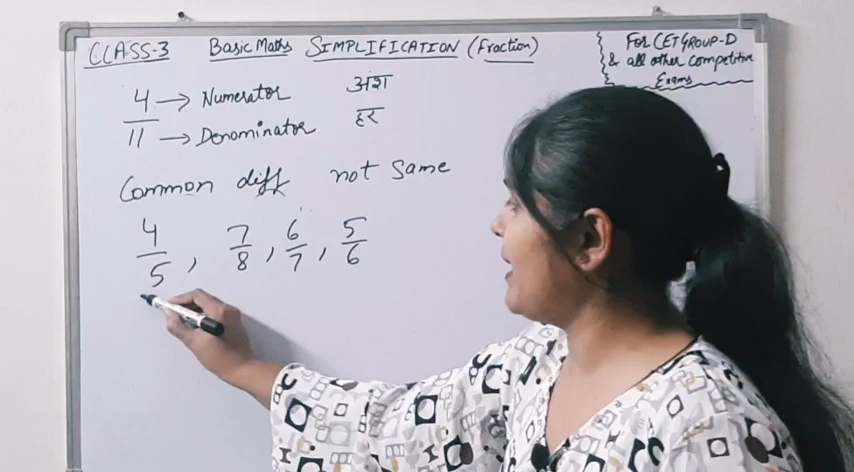 CLASS-3 Basic Maths SIMPLIFICATION (Fraction)
For CET GROUP-D
& all other competitive
Exams
4/11 → Numerator अंश
→ Denominator हर
Common diff not same
4/5, 7/8, 6/7, 5/6